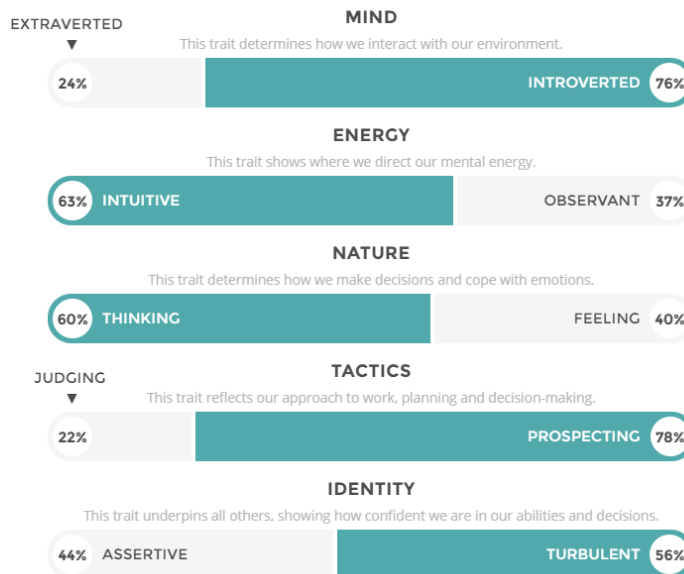 MIND
EXTRAVERTED
▼
This trait determines how we interact with our environment.
24% INTROVERTED 76%
ENERGY
This trait shows where we direct our mental energy.
63% INTUITIVE OBSERVANT 37%
NATURE
This trait determines how we make decisions and cope with emotions.
60% THINKING FEELING 40%
TACTICS
JUDGING
▼
This trait reflects our approach to work, planning and decision-making.
22% PROSPECTING 78%
IDENTITY
This trait underpins all others, showing how confident we are in our abilities and decisions.
44% ASSERTIVE TURBULENT 56%